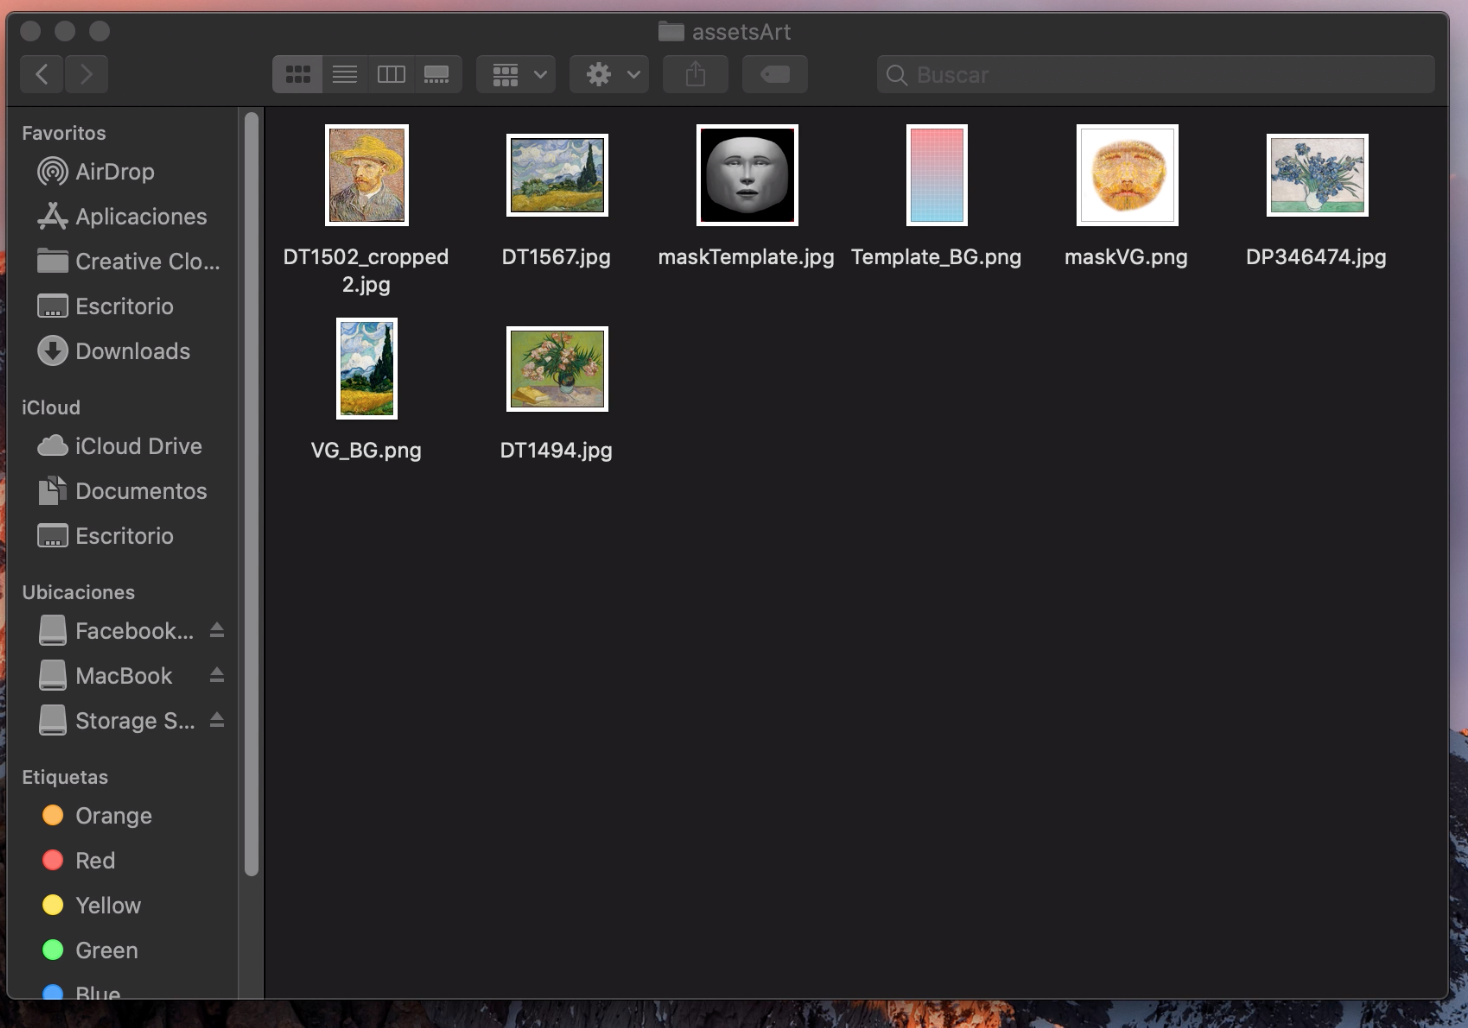 assetsArt
Buscar
Favoritos
AirDrop
Aplicaciones
Creative Clo...
Escritorio
Downloads
iCloud
iCloud Drive
Documentos
Escritorio
Ubicaciones
Facebook...
MacBook
Storage S...
Etiquetas
Orange
Red
Yellow
Green
Blue
DT1502_cropped
2.jpg
DT1567.jpg
maskTemplate.jpg
Template_BG.png
maskVG.png
DP346474.jpg
VG_BG.png
DT1494.jpg